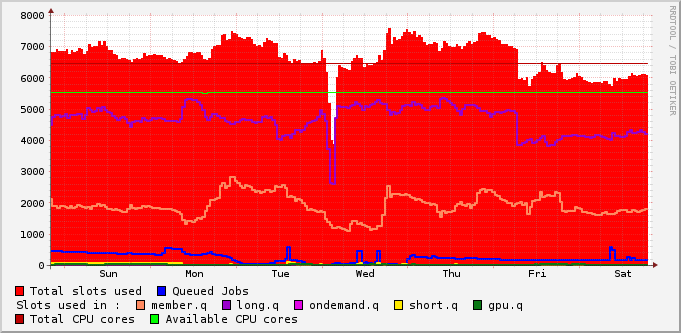 8000
7000
6000
5000
4000
3000
2000
1000
0
Sun Mon Tue Wed Thu Fri Sat
RRDTOOL / TOBI OETIKER
Total slots used Queued Jobs
Slots used in : member.q long.q ondemand.q short.q gpu.q
Total CPU cores Available CPU cores